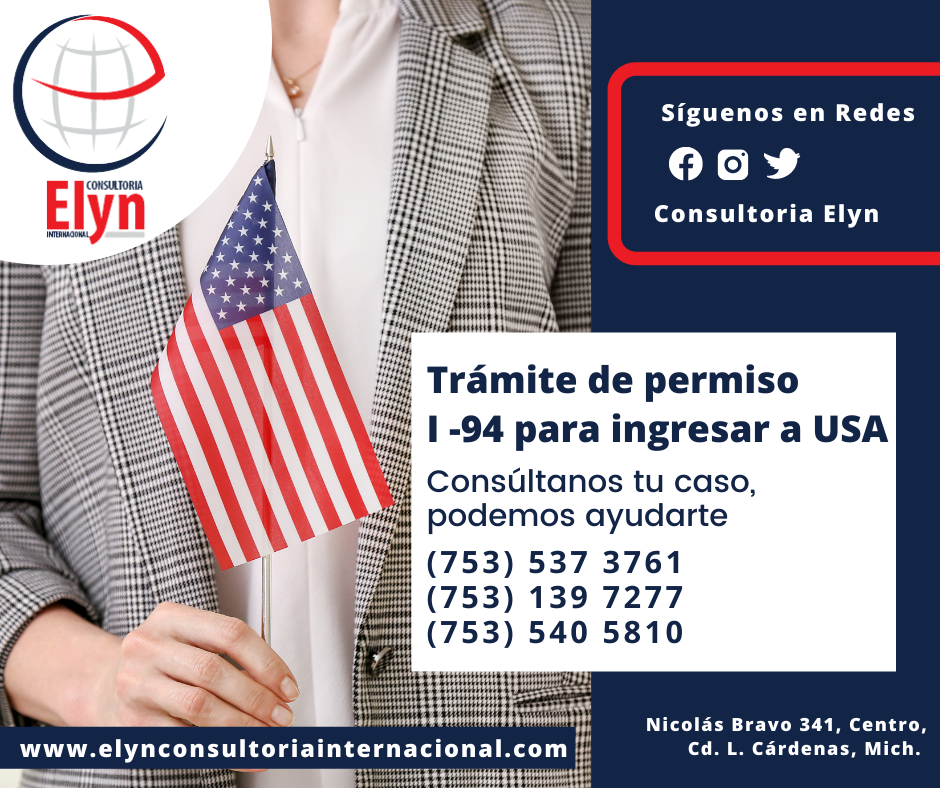 CONSULTORIA
Elyn
INTERNACIONAL
Síguenos en Redes
Consultoria Elyn
Trámite de permiso
I -94 para ingresar a USA
Consúltanos tu caso,
podemos ayudarte
(753) 537 3761
(753) 139 7277
(753) 540 5810
Nicolás Bravo 341, Centro,
Cd. L. Cárdenas, Mich.
www.elynconsultoriainternacional.com